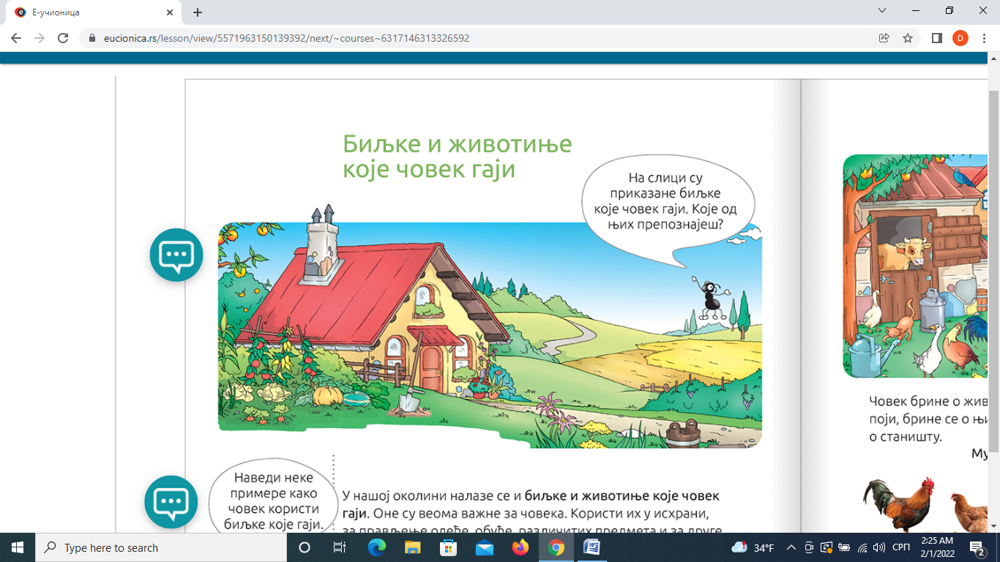 Е-учионица
eucionica.rs/lesson/view/5571963150139392/next/~courses~6317146313326592
D
Биљке и животиње
које човек гаји
На слици су
приказане биљке
које човек гаји. Које од
њих препознајеш?
Наведи неке
примере како
човек користи
биљке које гаји.
У нашој околини налазе се и биљке и животиње које човек
гаји. Оне су веома важне за човека. Користи их у исхрани,
за прављење одеће, обуће, различитих предмета и за друге
Човек брине о жив
поји, брине се о њи
о станишту.
Му
Type here to search
34°F
СРП
2:25 AM
2/1/2022
2